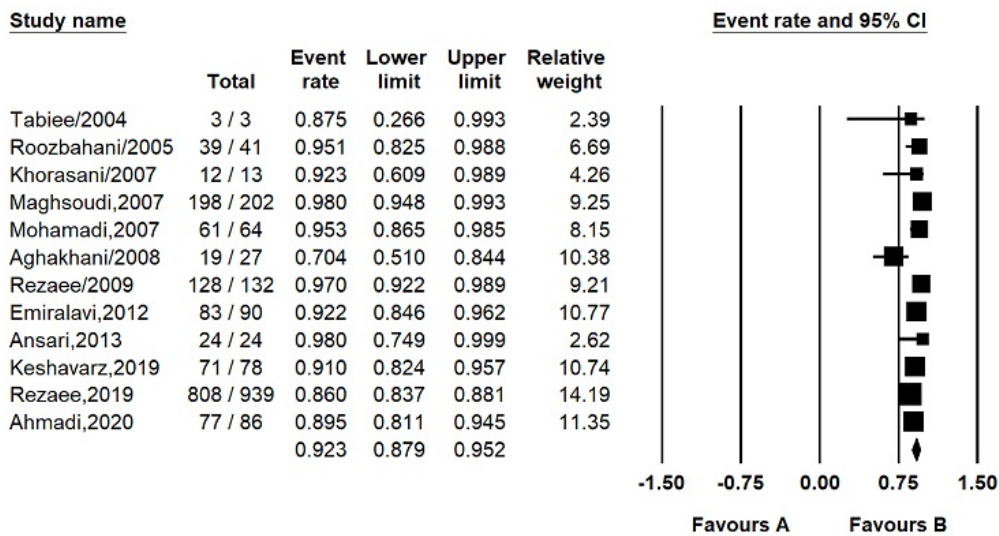 Study name Event rate and 95% CI
Event Lower Upper Relative
Total rate limit limit weight
Tabiee/2004 3 / 3 0.875 0.266 0.993 2.39
Roozbahani/2005 39 / 41 0.951 0.825 0.988 6.69
Khorasani/2007 12 / 13 0.923 0.609 0.989 4.26
Maghsoudi,2007 198 / 202 0.980 0.948 0.993 9.25
Mohamadi,2007 61 / 64 0.953 0.865 0.985 8.15
Aghakhani/2008 19 / 27 0.704 0.510 0.844 10.38
Rezaee/2009 128 / 132 0.970 0.922 0.989 9.21
Emiralavi,2012 83 / 90 0.922 0.846 0.962 10.77
Ansari,2013 24 / 24 0.980 0.749 0.999 2.62
Keshavarz,2019 71 / 78 0.910 0.824 0.957 10.74
Rezaee,2019 808 / 939 0.860 0.837 0.881 14.19
Ahmadi,2020 77 / 86 0.895 0.811 0.945 11.35
0.923 0.879 0.952
-1.50 -0.75 0.00 0.75 1.50
Favours A Favours B